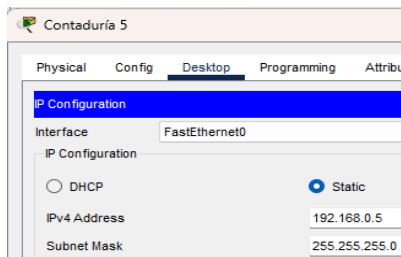 Contaduría 5
Physical Config Desktop Programming
IP Configuration
Interface FastEthernet0
IP Configuration
DHCP Static
IPv4 Address 192.168.0.5
Subnet Mask 255.255.255.0